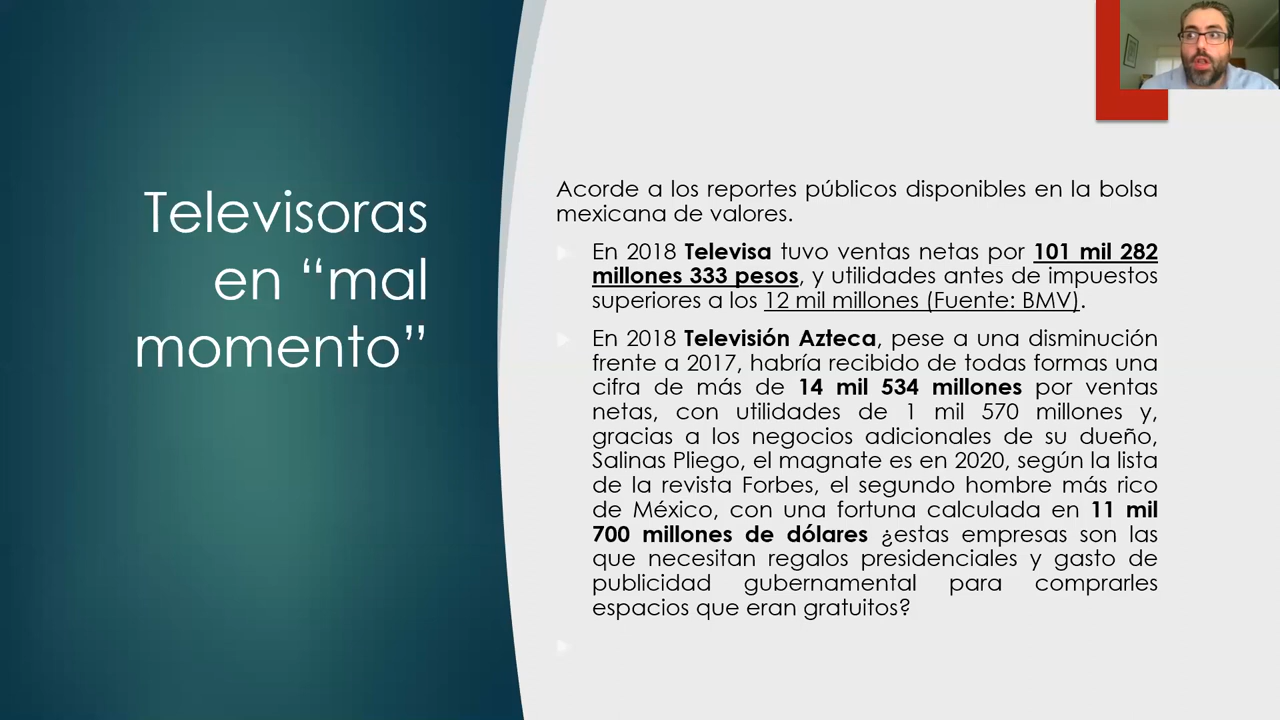 Televisoras
en “mal
momento”
Acorde a los reportes públicos disponibles en la bolsa
mexicana de valores.
En 2018 Televisa tuvo ventas netas por 101 mil 282
millones 333 pesos, y utilidades antes de impuestos
superiores a los 12 mil millones (Fuente: BMV).
En 2018 Televisión Azteca, pese a una disminución
frente a 2017, habría recibido de todas formas una
cifra de más de 14 mil 534 millones por ventas
netas, con utilidades de 1 mil 570 millones y,
gracias a los negocios adicionales de su dueño,
Salinas Pliego, el magnate es en 2020, según la lista
de la revista Forbes, el segundo hombre más rico
de México, con una fortuna calculada en 11 mil
700 millones de dólares ¿estas empresas son las
que necesitan regalos presidenciales y gasto de
publicidad gubernamental para comprarles
espacios que eran gratuitos?